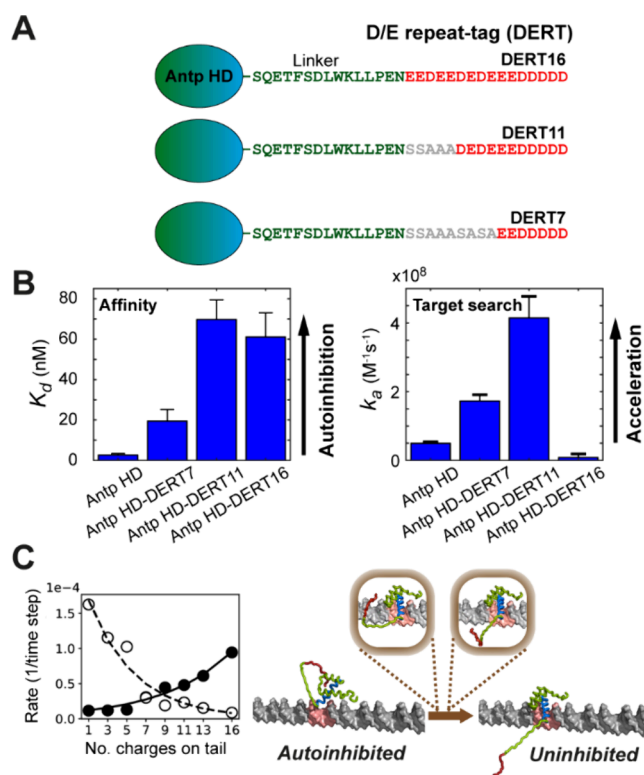 A
D/E repeat-tag (DERT)
Linker
DERT16
Antp HD
SQETFSDLWKLLPENEEDEEDEDEEEDDDDD
DERT11
SQETFSDLWKLLPENSSAAADEDEEEDDDDD
DERT7
SQETFSDLWKLLPENSSAAASASAEEDDDDD
B
Affinity
Kd (nM)
80
60
40
20
0
Autoinhibition
Antp HD
Antp HD-DERT7
Antp HD-DERT11
Antp HD-DERT16
×10⁸
Target search
ka (M⁻¹s⁻¹)
4
2
0
Acceleration
Antp HD
Antp HD-DERT7
Antp HD-DERT11
Antp HD-DERT16
C
1e−4
Rate (1/time step)
1.5
1.0
0.5
0.0
1 3 5 7 9 11 13 16
No. charges on tail
Autoinhibited
Uninhibited